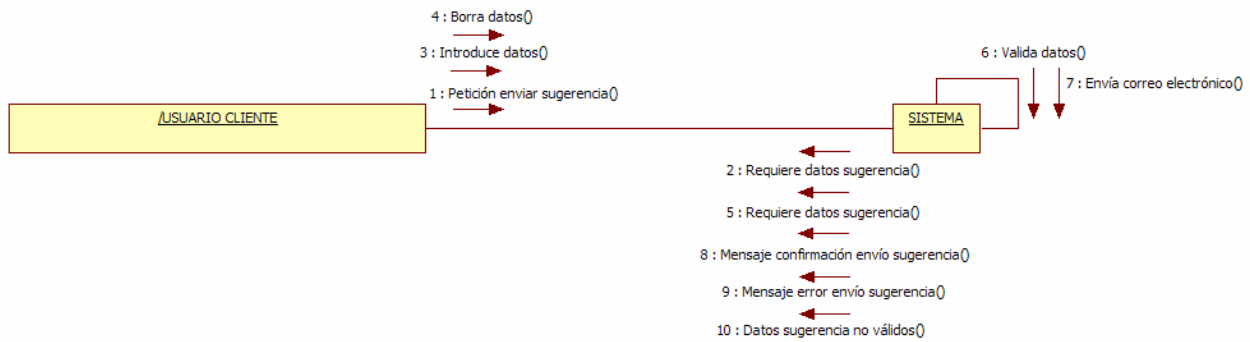 4 : Borra datos()
3 : Introduce datos()
1 : Petición enviar sugerencia()
/USUARIO CLIENTE
6 : Valida datos()
7 : Envía correo electrónico()
SISTEMA
2 : Requiere datos sugerencia()
5 : Requiere datos sugerencia()
8 : Mensaje confirmación envío sugerencia()
9 : Mensaje error envío sugerencia()
10 : Datos sugerencia no válidos()